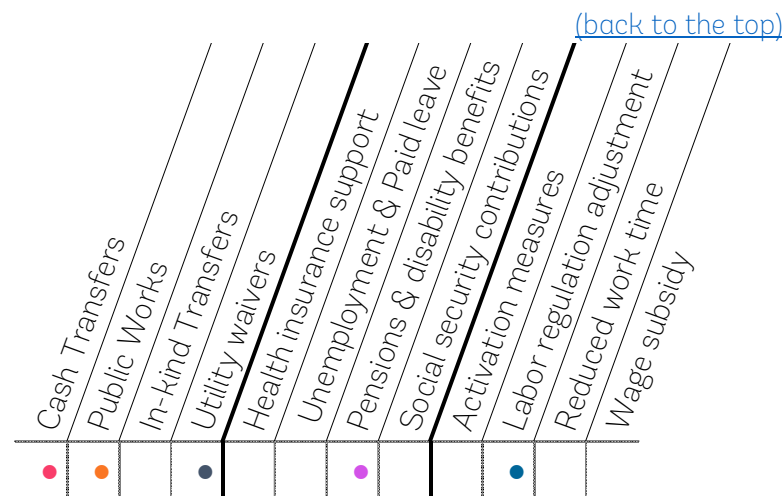 (back to the top)
Cash Transfers
Public Works
In-kind Transfers
Utility waivers
Health insurance support
Unemployment & Paid leave
Pensions & disability benefits
Social security contributions
Activation measures
Labor regulation adjustment
Reduced work time
Wage subsidy